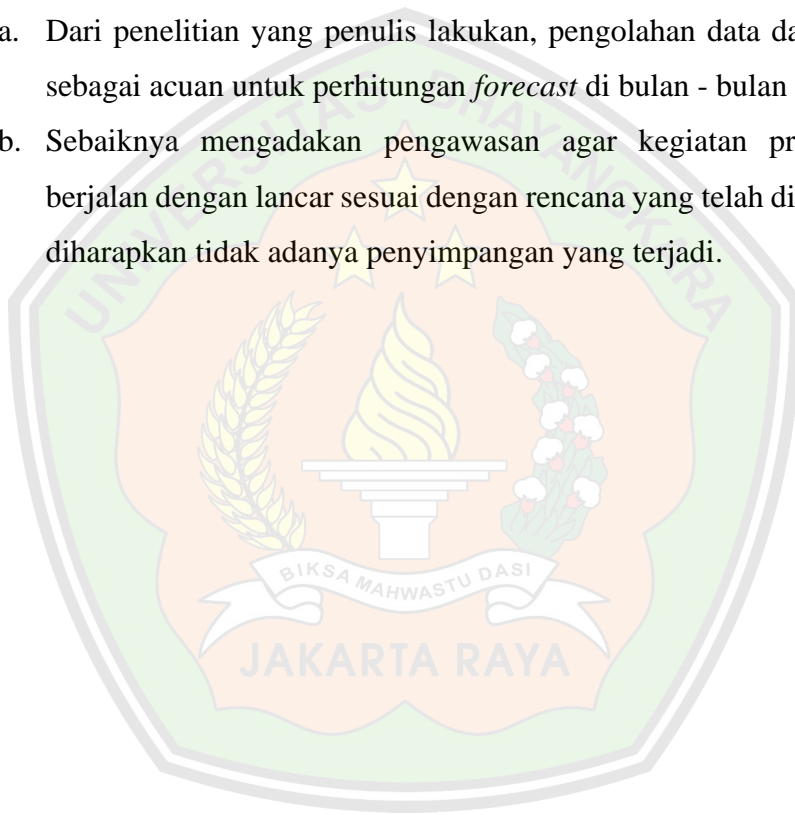 a. Dari penelitian yang penulis lakukan, pengolahan data da
sebagai acuan untuk perhitungan forecast di bulan - bulan
b. Sebaiknya mengadakan pengawasan agar kegiatan pr
berjalan dengan lancar sesuai dengan rencana yang telah di
diharapkan tidak adanya penyimpangan yang terjadi.
UNIVERSITAS BHAYANGKARA
BIKSA MAHWASTU DASI
JAKARTA RAYA